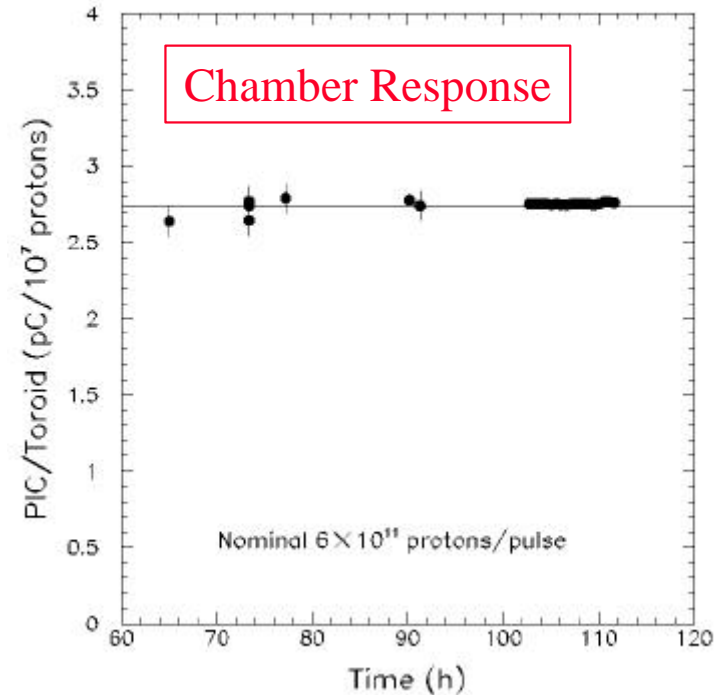 Chamber Response
PIC/Toroid (pC/10⁷ protons)
4
3.5
3
2.5
2
1.5
1
0.5
0
Nominal 6×10¹¹ protons/pulse
60 70 80 90 100 110 120
Time (h)